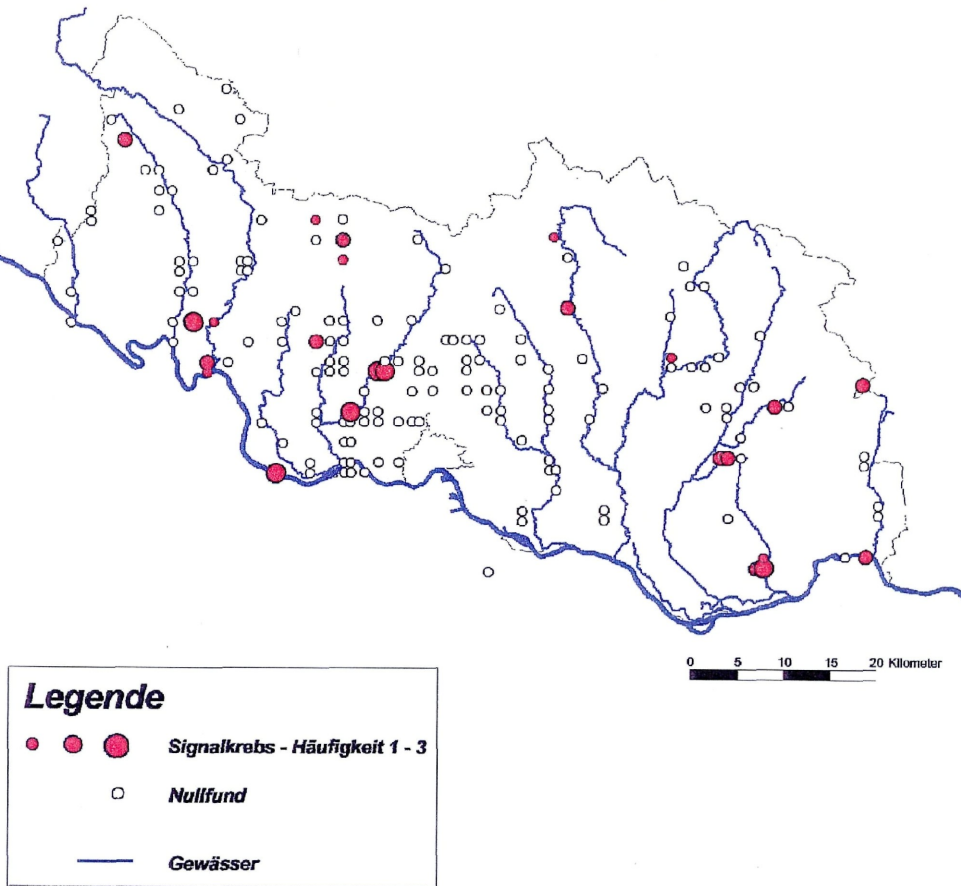 0 5 10 15 20 Kilometer
Legende
Signalkrebs - Häufigkeit 1 - 3
Nullfund
Gewässer